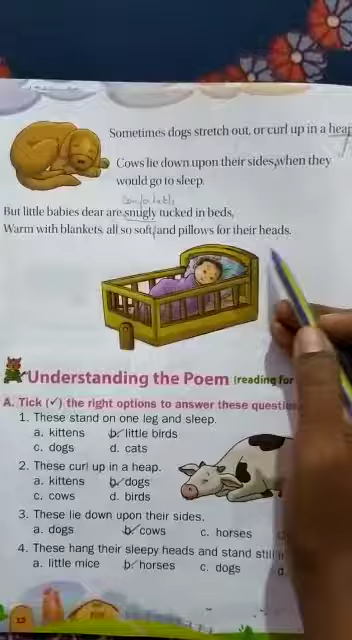 Sometimes dogs stretch out, or curl up in a heap
Cows lie down upon their sides, when they
would go to sleep.
comfortable
But little babies dear are snugly tucked in beds,
Warm with blankets all so soft, and pillows for their heads.
Understanding the Poem (reading for
A. Tick (✓) the right options to answer these
1. These stand on one leg and sleep.
a. kittens b. ✓ little birds
c. dogs d. cats
2. These curl up in a heap.
a. kittens b. ✓ dogs
c. cows d. birds
3. These lie down upon their sides.
a. dogs b. ✓ cows c. horses
4. These hang their sleepy heads and stand still
a. little mice b. ✓ horses c. dogs d.
12